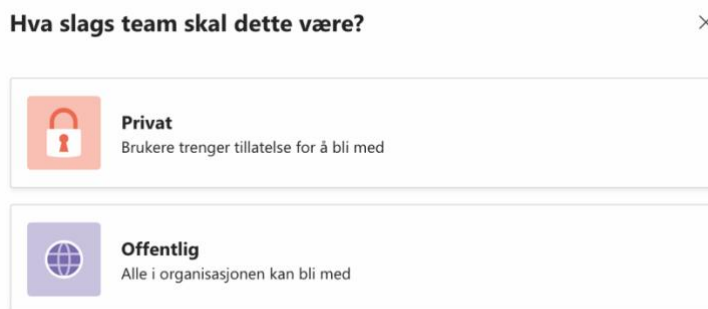 Hva slags team skal dette være?
Privat
Brukere trenger tillatelse for å bli med
Offentlig
Alle i organisasjonen kan bli med